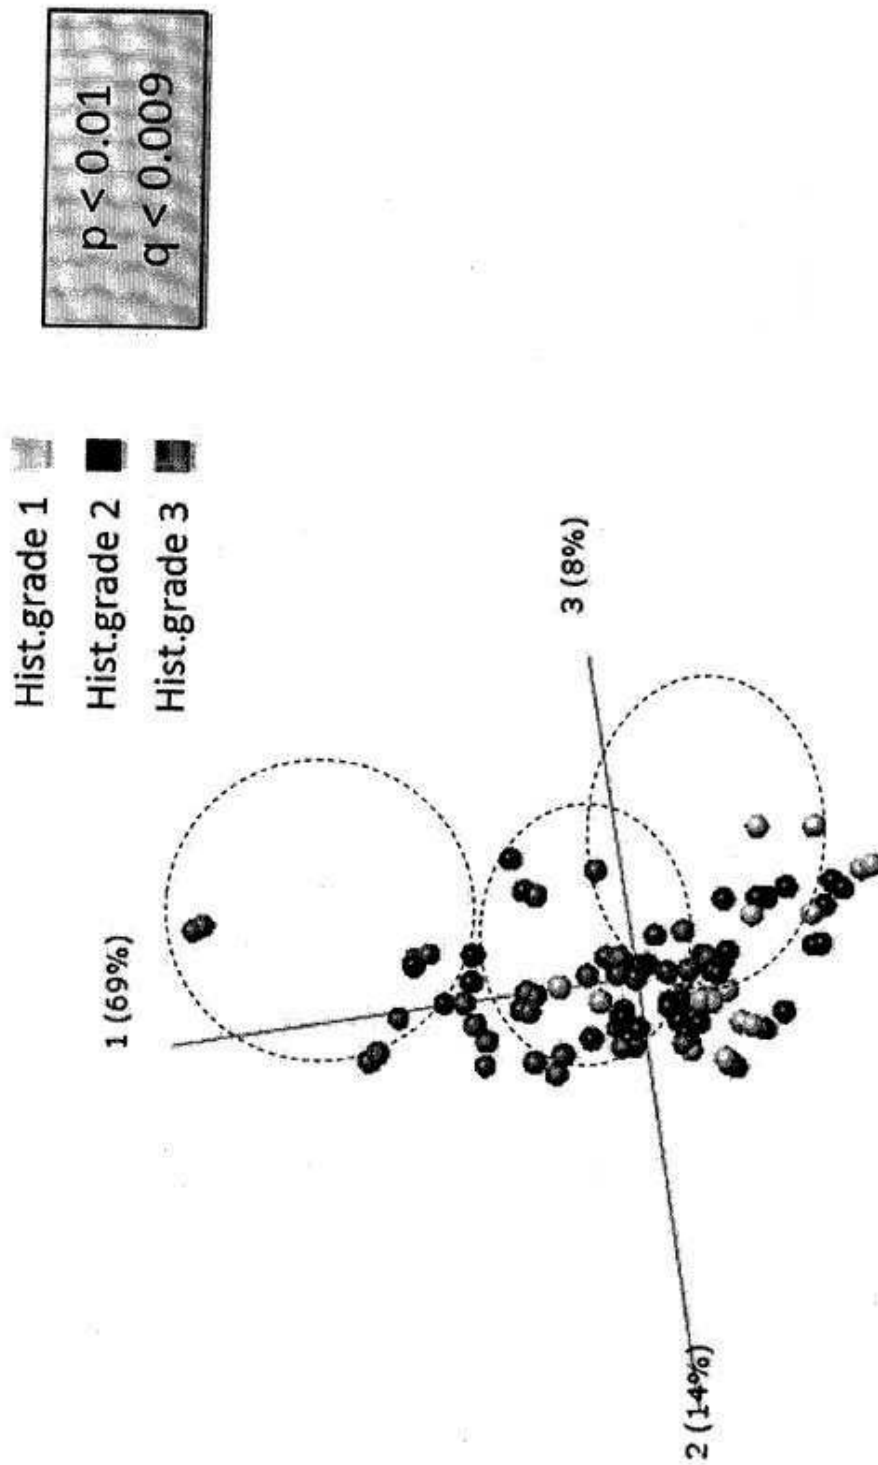 Hist.grade 1
Hist.grade 2
Hist.grade 3
p < 0.01
q < 0.009
1 (69%)
3 (8%)
2 (14%)